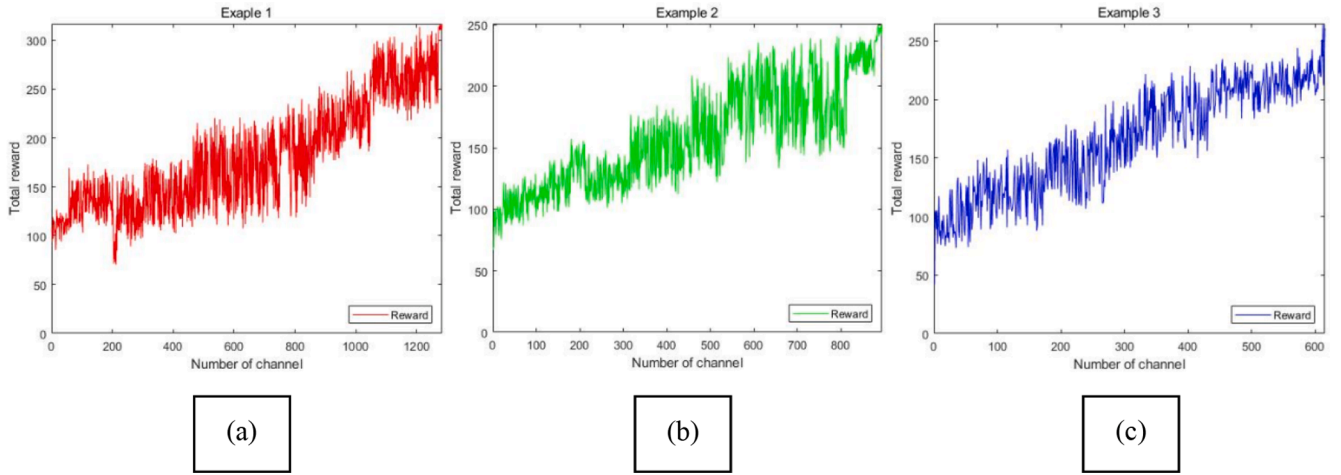 Exaple 1
300
250
200
150
100
50
0
Total reward
0 200 400 600 800 1000 1200
Number of channel
Reward
(a)
Example 2
250
200
150
100
50
0
Total reward
0 100 200 300 400 500 600 700 800
Number of channel
Reward
(b)
Example 3
250
200
150
100
50
0
Total reward
0 100 200 300 400 500 600
Number of channel
Reward
(c)